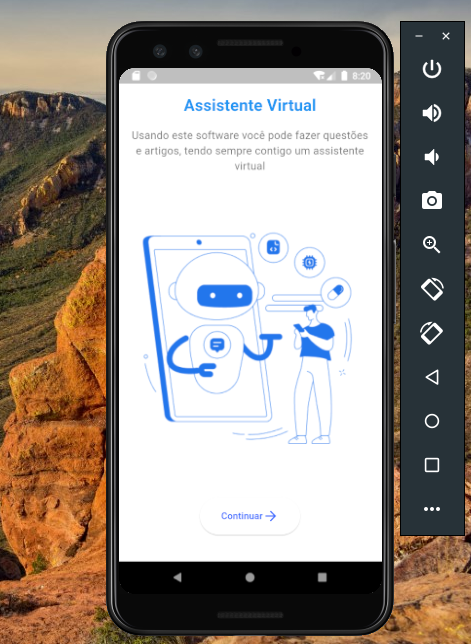 8:20
Assistente Virtual
Usando este software você pode fazer questões
e artigos, tendo sempre contigo um assistente
virtual
Continuar